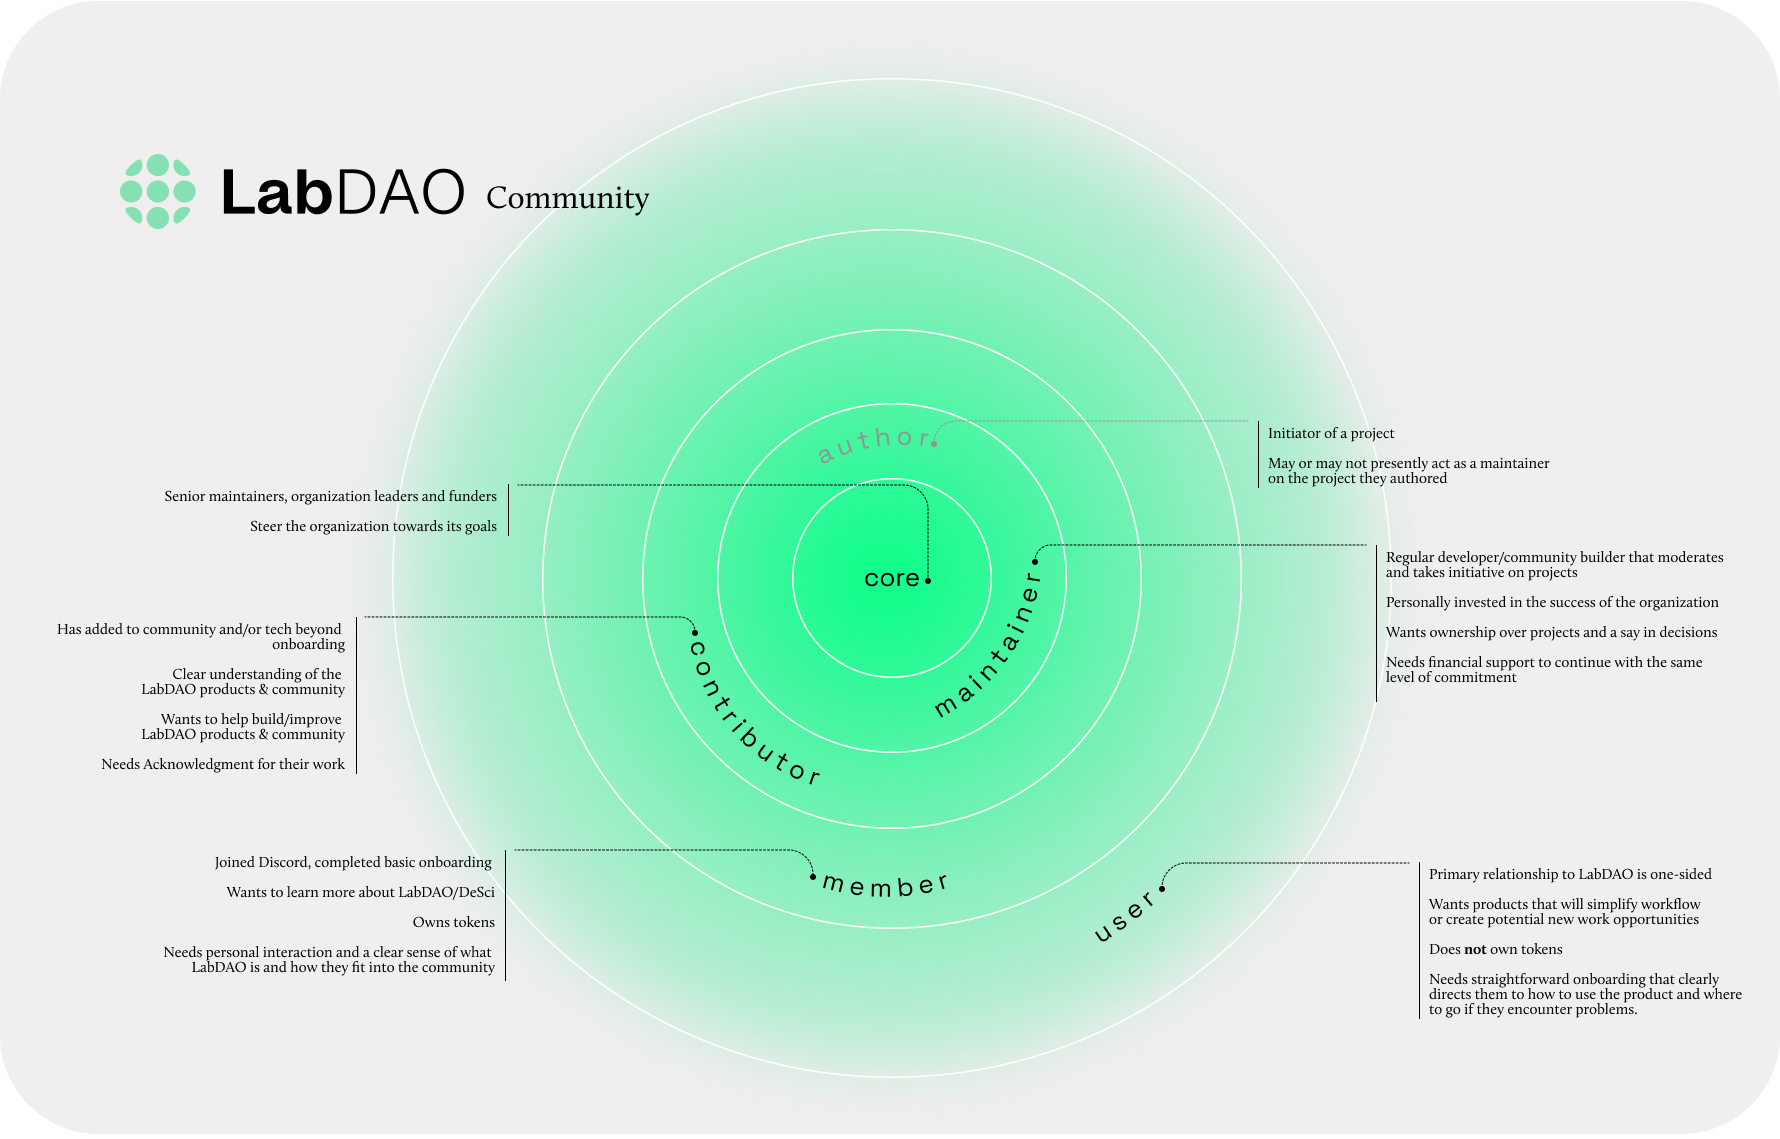 LabDAO Community
author
Initiator of a project
May or may not presently act as a maintainer
on the project they authored
Senior maintainers, organization leaders and funders
Steer the organization towards its goals
core
maintainer
Regular developer/community builder that moderates
and takes initiative on projects
Personally invested in the success of the organization
Wants ownership over projects and a say in decisions
Needs financial support to continue with the same
level of commitment
Has added to community and/or tech beyond
onboarding
Clear understanding of the
LabDAO products & community
Wants to help build/improve
LabDAO products & community
Needs Acknowledgment for their work
contributor
Joined Discord, completed basic onboarding
Wants to learn more about LabDAO/DeSci
Owns tokens
Needs personal interaction and a clear sense of what
LabDAO is and how they fit into the community
member
user
Primary relationship to LabDAO is one-sided
Wants products that will simplify workflow
or create potential new work opportunities
Does not own tokens
Needs straightforward onboarding that clearly
directs them to how to use the product and where
to go if they encounter problems.